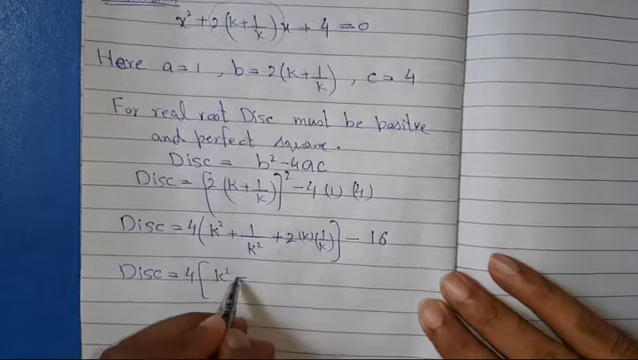 x² + 2(k + 1/k)x + 4 = 0
Here a = 1 , b = 2(k + 1/k) , c = 4
For real root Disc must be basitve
and perfect square.
Disc = b² - 4ac
Disc = [2(k + 1/k)]² - 4 (1) (4)
Disc = 4[k² + 1/k² + 2(k)(1/k)] - 16
Disc = 4[k²